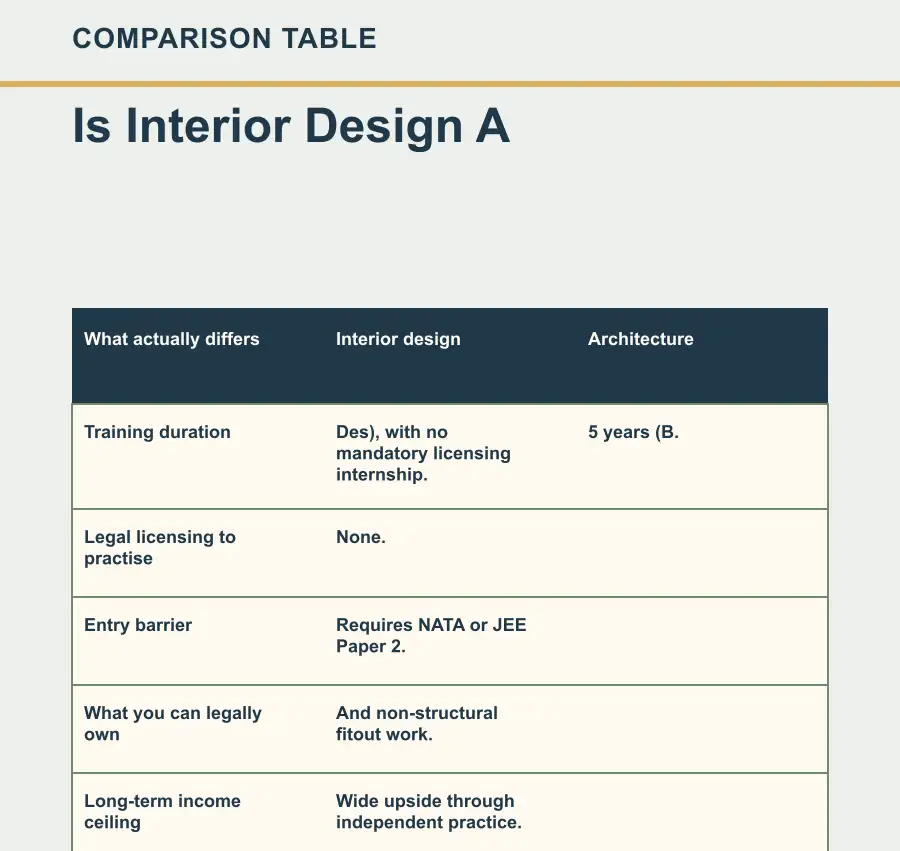 COMPARISON TABLE
Is Interior Design A
What actually differs
Interior design
Architecture
Training duration
Des), with no
mandatory licensing
internship.
5 years (B.
Legal licensing to
practise
None.
Entry barrier
Requires NATA or JEE
Paper 2.
What you can legally
own
And non-structural
fitout work.
Long-term income
ceiling
Wide upside through
independent practice.